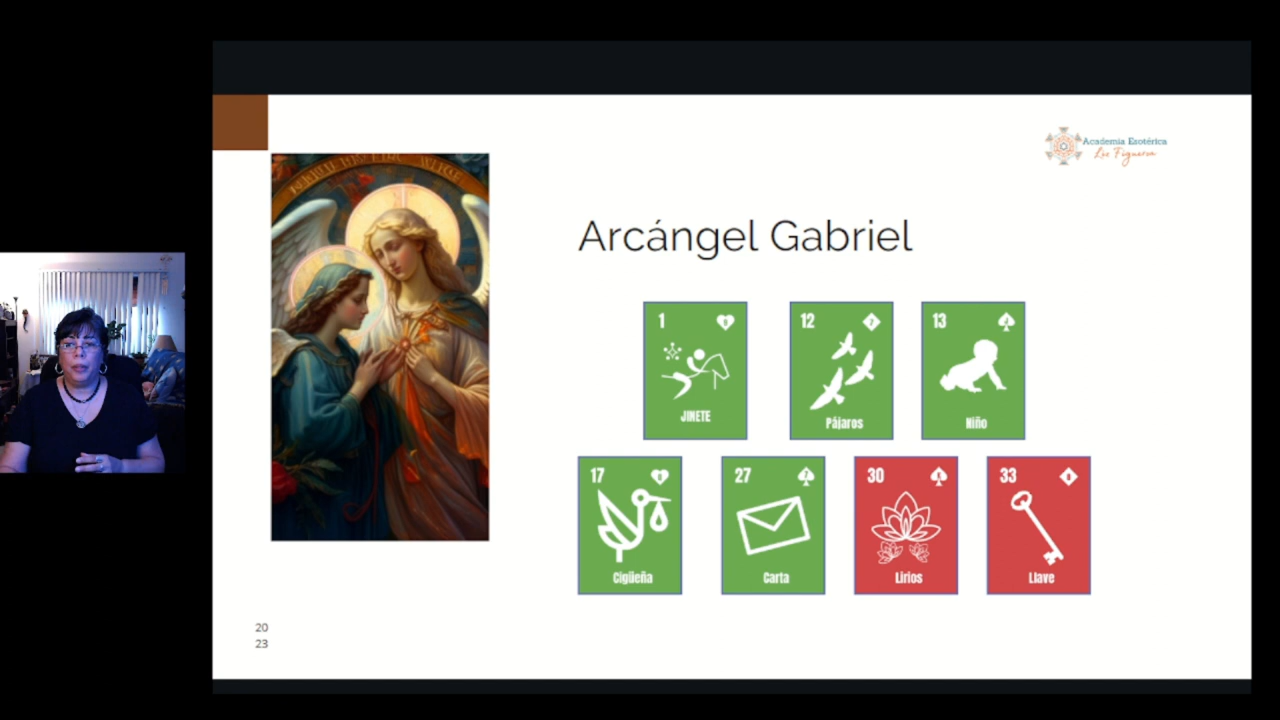 Academia Esotérica
Luz Figueroa
Arcángel Gabriel
1
JINETE
12
Pájaros
13
Niño
17
Cigüeña
27
Carta
30
Lirios
33
Llave
20
23